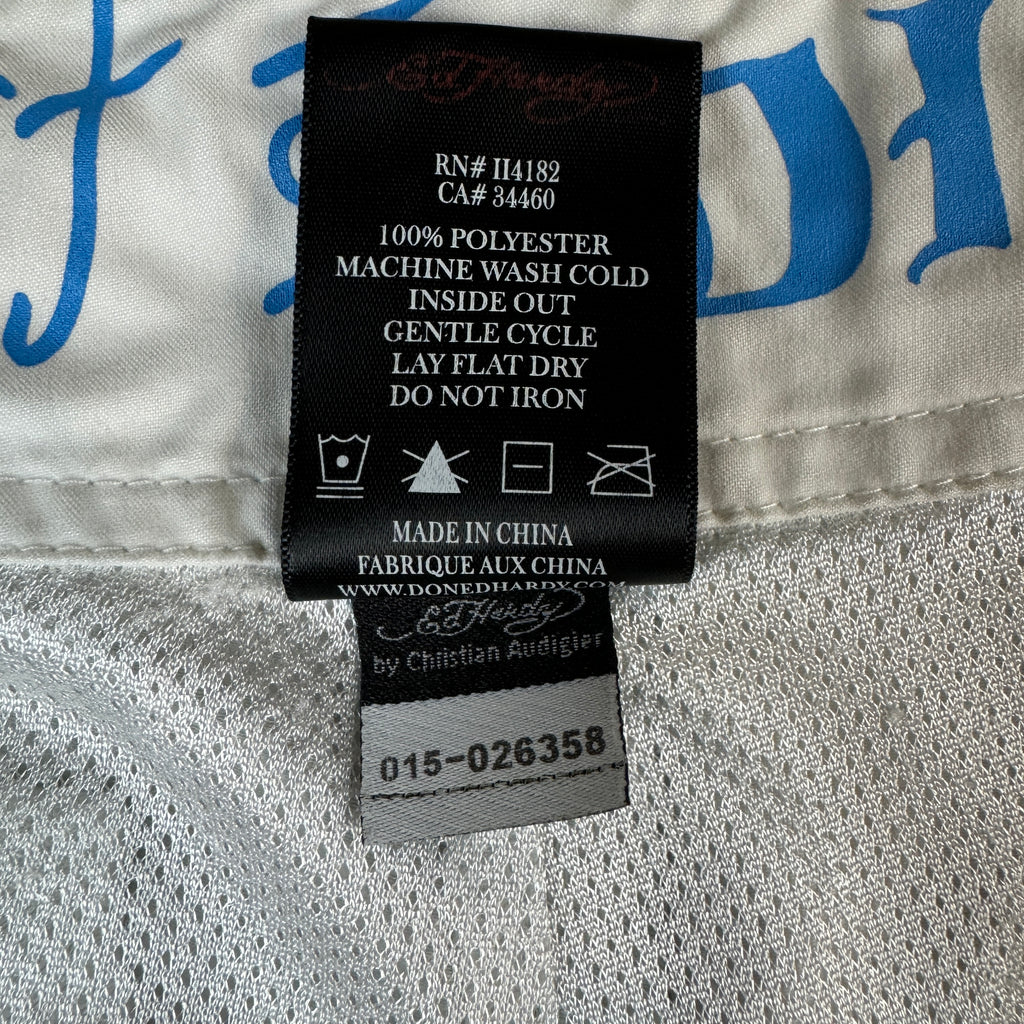 Ed Hardy
RN# II4182
CA# 34460
100% POLYESTER
MACHINE WASH COLD
INSIDE OUT
GENTLE CYCLE
LAY FLAT DRY
DO NOT IRON
MADE IN CHINA
FABRIQUE AUX CHINA
WWW.DONEDHARDY.COM
Ed Hardy
by Christian Audigier
015-026358